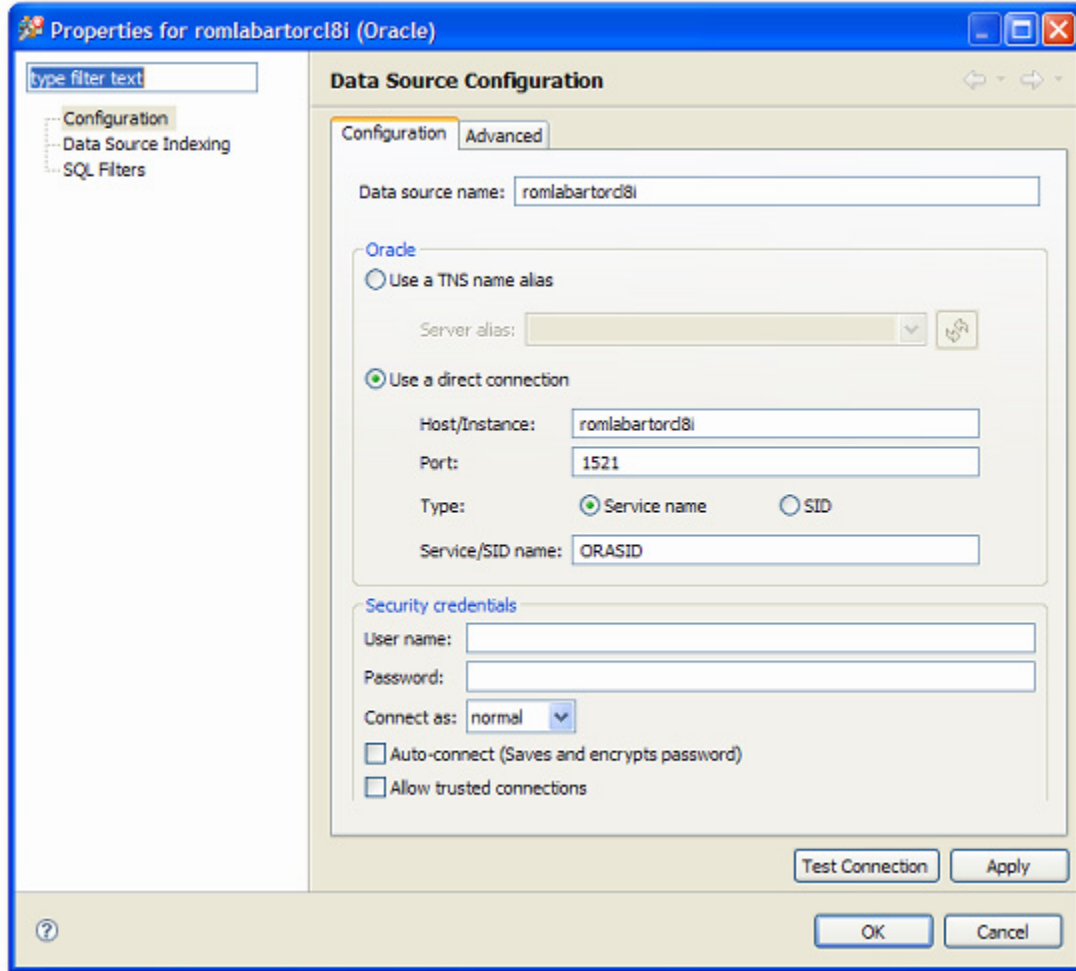 Properties for romlabartorcl8i (Oracle)
type filter text
Configuration
Data Source Indexing
SQL Filters
Data Source Configuration
Configuration Advanced
Data source name: romlabartorcl8i
Oracle
Use a TNS name alias
Server alias:
Use a direct connection
Host/Instance: romlabartorcl8i
Port: 1521
Type: Service name SID
Service/SID name: ORASID
Security credentials
User name:
Password:
Connect as: normal
Auto-connect (Saves and encrypts password)
Allow trusted connections
Test Connection Apply
? OK Cancel